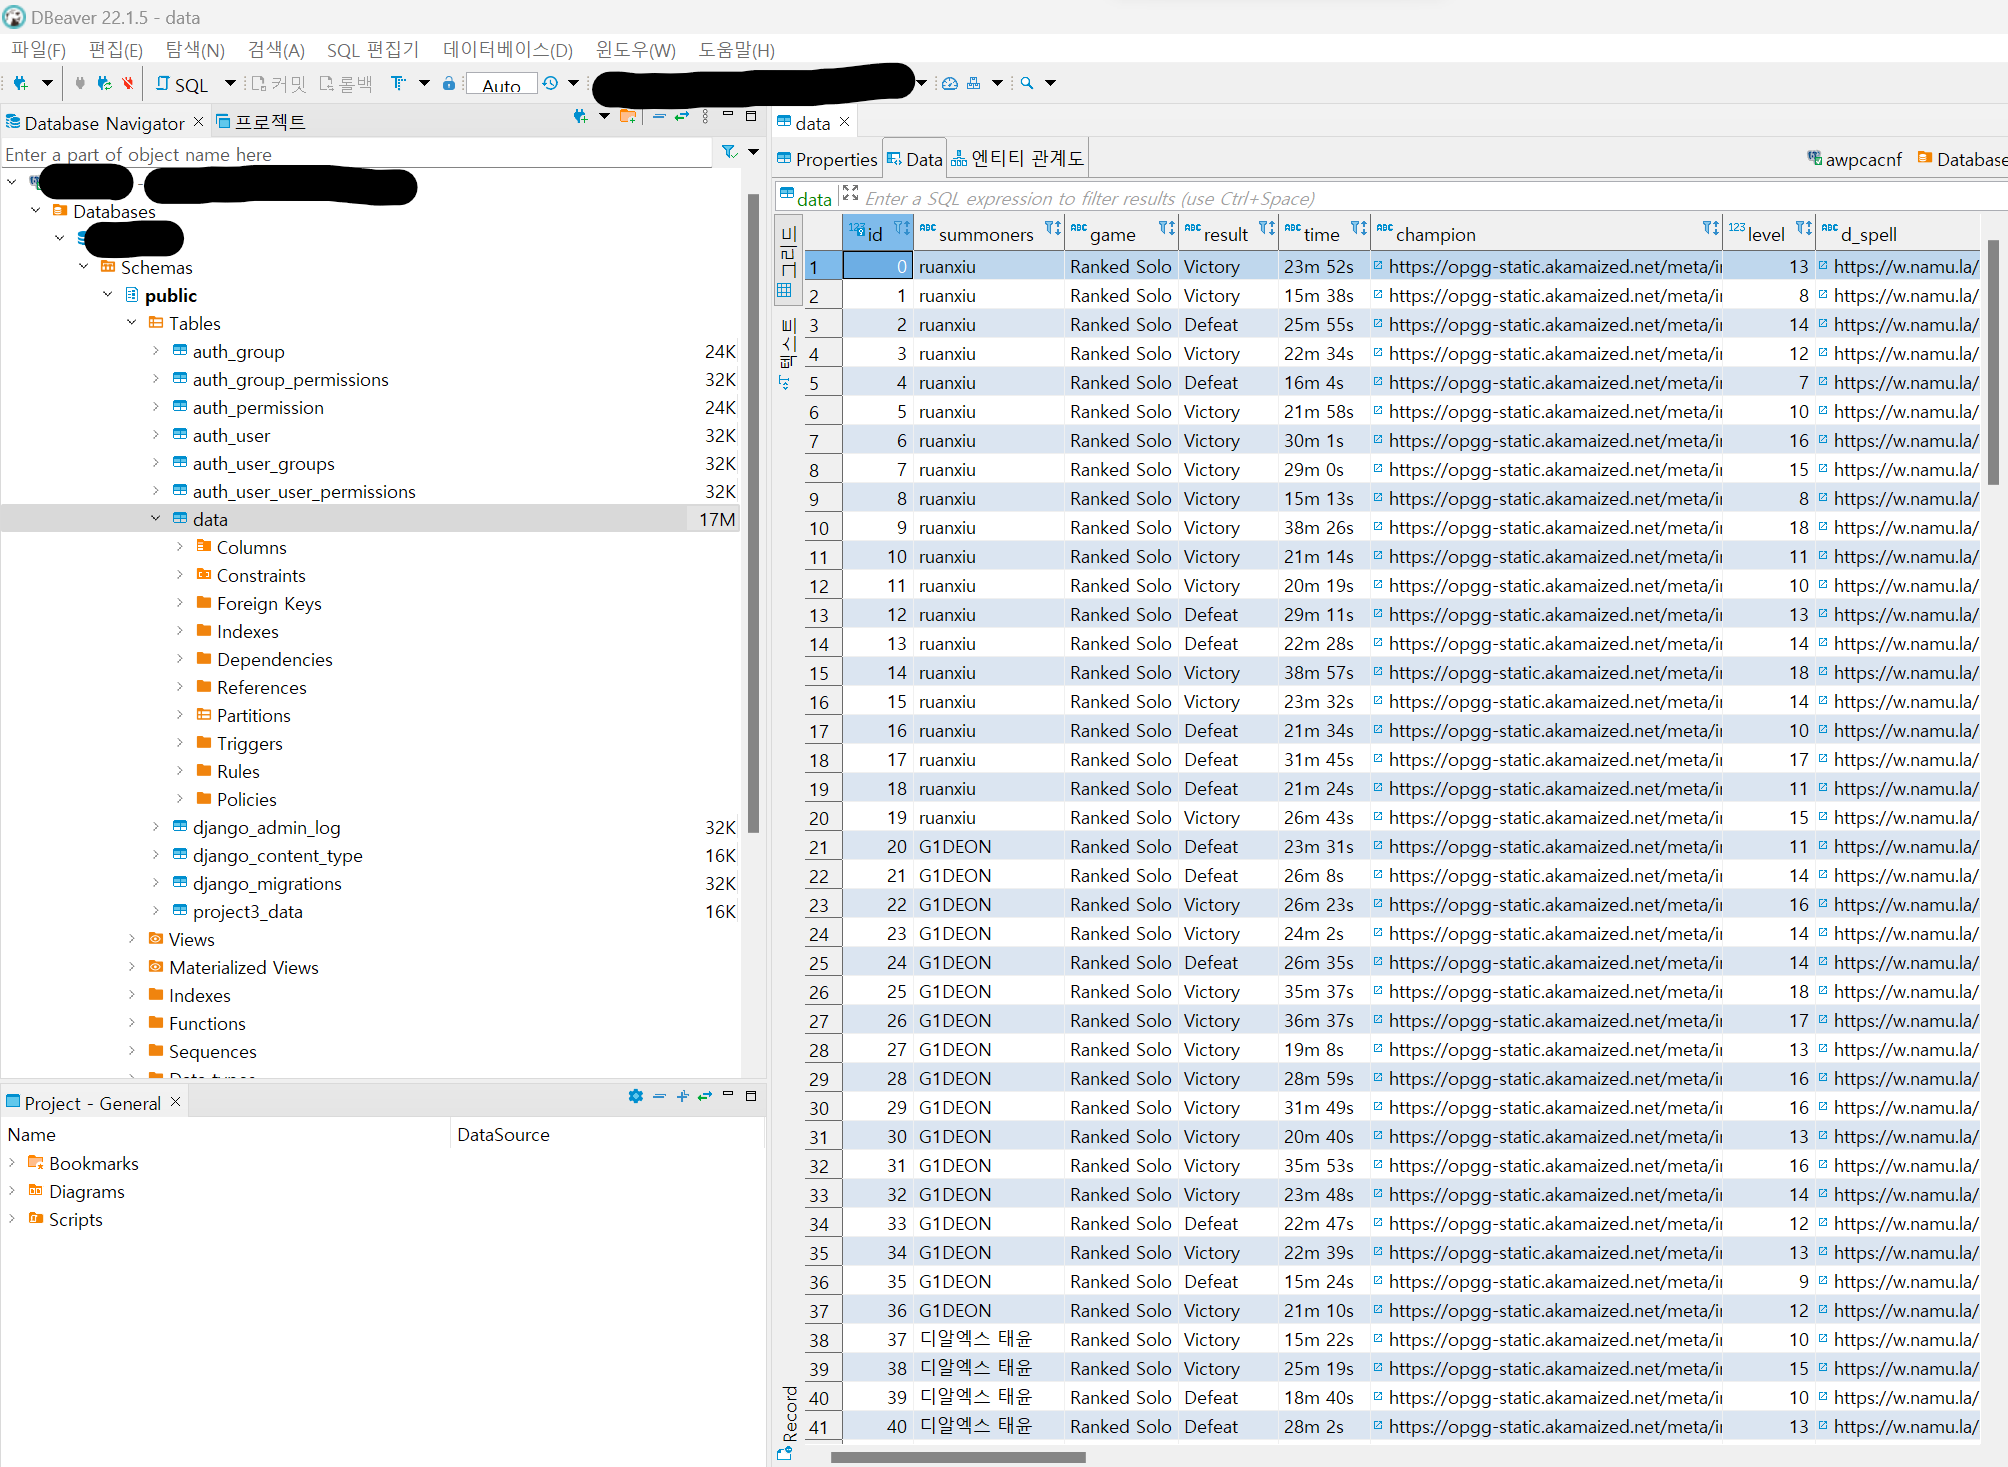 DBeaver 22.1.5 - data
파일(F) 편집(E) 탐색(N) 검색(A) SQL 편집기 데이터베이스(D) 윈도우(W) 도움말(H)
SQL 커밋 롤백 Auto
Database Navigator 프로젝트
Enter a part of object name here
Databases
Schemas
public
Tables
auth_group 24K
auth_group_permissions 32K
auth_permission 24K
auth_user 32K
auth_user_groups 32K
auth_user_user_permissions 32K
data 17M
Columns
Constraints
Foreign Keys
Indexes
Dependencies
References
Partitions
Triggers
Rules
Policies
django_admin_log 32K
django_content_type 16K
django_migrations 32K
project3_data 16K
Views
Materialized Views
Indexes
Functions
Sequences
Data types
Project - General
Name DataSource
Bookmarks
Diagrams
Scripts
data
Properties Data 엔티티 관계도 awpcacnf Database
data Enter a SQL expression to filter results (use Ctrl+Space)
그리드
텍스트
Record
123 id ABC summoners ABC game ABC result ABC time ABC champion 123 level ABC d_spell
1 0 ruanxiu Ranked Solo Victory 23m 52s https://opgg-static.akamaized.net/meta/i 13 https://w.namu.la/
2 1 ruanxiu Ranked Solo Victory 15m 38s https://opgg-static.akamaized.net/meta/i 8 https://w.namu.la/
3 2 ruanxiu Ranked Solo Defeat 25m 55s https://opgg-static.akamaized.net/meta/i 14 https://w.namu.la/
4 3 ruanxiu Ranked Solo Victory 22m 34s https://opgg-static.akamaized.net/meta/i 12 https://w.namu.la/
5 4 ruanxiu Ranked Solo Defeat 16m 4s https://opgg-static.akamaized.net/meta/i 7 https://w.namu.la/
6 5 ruanxiu Ranked Solo Victory 21m 58s https://opgg-static.akamaized.net/meta/i 10 https://w.namu.la/
7 6 ruanxiu Ranked Solo Victory 30m 1s https://opgg-static.akamaized.net/meta/i 16 https://w.namu.la/
8 7 ruanxiu Ranked Solo Victory 29m 0s https://opgg-static.akamaized.net/meta/i 15 https://w.namu.la/
9 8 ruanxiu Ranked Solo Victory 15m 13s https://opgg-static.akamaized.net/meta/i 8 https://w.namu.la/
10 9 ruanxiu Ranked Solo Victory 38m 26s https://opgg-static.akamaized.net/meta/i 18 https://w.namu.la/
11 10 ruanxiu Ranked Solo Victory 21m 14s https://opgg-static.akamaized.net/meta/i 11 https://w.namu.la/
12 11 ruanxiu Ranked Solo Victory 20m 19s https://opgg-static.akamaized.net/meta/i 10 https://w.namu.la/
13 12 ruanxiu Ranked Solo Defeat 29m 11s https://opgg-static.akamaized.net/meta/i 13 https://w.namu.la/
14 13 ruanxiu Ranked Solo Defeat 22m 28s https://opgg-static.akamaized.net/meta/i 14 https://w.namu.la/
15 14 ruanxiu Ranked Solo Victory 38m 57s https://opgg-static.akamaized.net/meta/i 18 https://w.namu.la/
16 15 ruanxiu Ranked Solo Victory 23m 32s https://opgg-static.akamaized.net/meta/i 14 https://w.namu.la/
17 16 ruanxiu Ranked Solo Defeat 21m 34s https://opgg-static.akamaized.net/meta/i 10 https://w.namu.la/
18 17 ruanxiu Ranked Solo Defeat 31m 45s https://opgg-static.akamaized.net/meta/i 17 https://w.namu.la/
19 18 ruanxiu Ranked Solo Defeat 21m 24s https://opgg-static.akamaized.net/meta/i 11 https://w.namu.la/
20 19 ruanxiu Ranked Solo Victory 26m 43s https://opgg-static.akamaized.net/meta/i 15 https://w.namu.la/
21 20 G1DEON Ranked Solo Defeat 23m 31s https://opgg-static.akamaized.net/meta/i 11 https://w.namu.la/
22 21 G1DEON Ranked Solo Defeat 26m 8s https://opgg-static.akamaized.net/meta/i 14 https://w.namu.la/
23 22 G1DEON Ranked Solo Victory 26m 23s https://opgg-static.akamaized.net/meta/i 16 https://w.namu.la/
24 23 G1DEON Ranked Solo Victory 24m 2s https://opgg-static.akamaized.net/meta/i 14 https://w.namu.la/
25 24 G1DEON Ranked Solo Defeat 26m 35s https://opgg-static.akamaized.net/meta/i 14 https://w.namu.la/
26 25 G1DEON Ranked Solo Victory 35m 37s https://opgg-static.akamaized.net/meta/i 18 https://w.namu.la/
27 26 G1DEON Ranked Solo Victory 36m 37s https://opgg-static.akamaized.net/meta/i 17 https://w.namu.la/
28 27 G1DEON Ranked Solo Victory 19m 8s https://opgg-static.akamaized.net/meta/i 13 https://w.namu.la/
29 28 G1DEON Ranked Solo Victory 28m 59s https://opgg-static.akamaized.net/meta/i 16 https://w.namu.la/
30 29 G1DEON Ranked Solo Victory 31m 49s https://opgg-static.akamaized.net/meta/i 16 https://w.namu.la/
31 30 G1DEON Ranked Solo Victory 20m 40s https://opgg-static.akamaized.net/meta/i 13 https://w.namu.la/
32 31 G1DEON Ranked Solo Victory 35m 53s https://opgg-static.akamaized.net/meta/i 16 https://w.namu.la/
33 32 G1DEON Ranked Solo Victory 23m 48s https://opgg-static.akamaized.net/meta/i 14 https://w.namu.la/
34 33 G1DEON Ranked Solo Defeat 22m 47s https://opgg-static.akamaized.net/meta/i 12 https://w.namu.la/
35 34 G1DEON Ranked Solo Victory 22m 39s https://opgg-static.akamaized.net/meta/i 13 https://w.namu.la/
36 35 G1DEON Ranked Solo Defeat 15m 24s https://opgg-static.akamaized.net/meta/i 9 https://w.namu.la/
37 36 G1DEON Ranked Solo Victory 21m 10s https://opgg-static.akamaized.net/meta/i 12 https://w.namu.la/
38 37 디알엑스 태윤 Ranked Solo Victory 15m 22s https://opgg-static.akamaized.net/meta/i 10 https://w.namu.la/
39 38 디알엑스 태윤 Ranked Solo Victory 25m 19s https://opgg-static.akamaized.net/meta/i 15 https://w.namu.la/
40 39 디알엑스 태윤 Ranked Solo Defeat 18m 40s https://opgg-static.akamaized.net/meta/i 10 https://w.namu.la/
41 40 디알엑스 태윤 Ranked Solo Defeat 28m 2s https://opgg-static.akamaized.net/meta/i 13 https://w.namu.la/